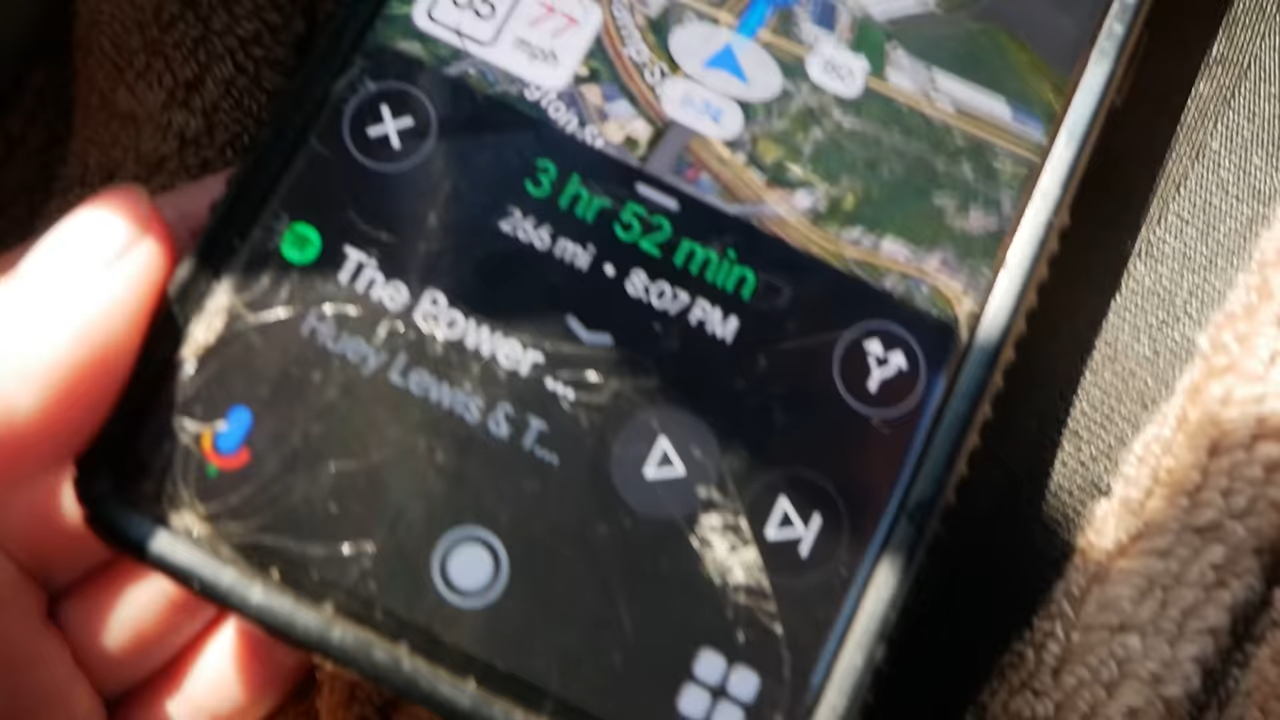 77
mph
3 hr 52 min
266 mi • 8:07 PM
The Power ...
Huey Lewis & T...